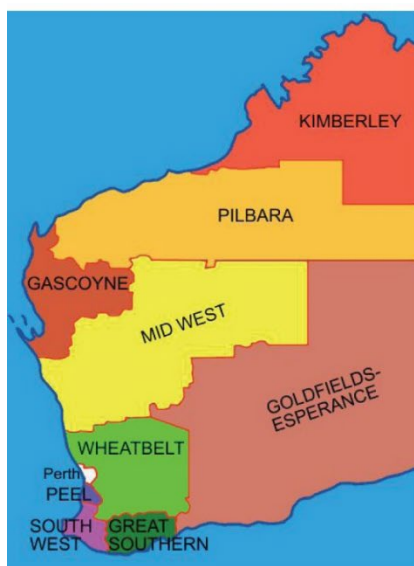 KIMBERLEY
PILBARA
GASCOYNE
MID WEST
GOLDFIELDS-
ESPERANCE
WHEATBELT
Perth
PEEL
SOUTH
WEST
GREAT
SOUTHERN